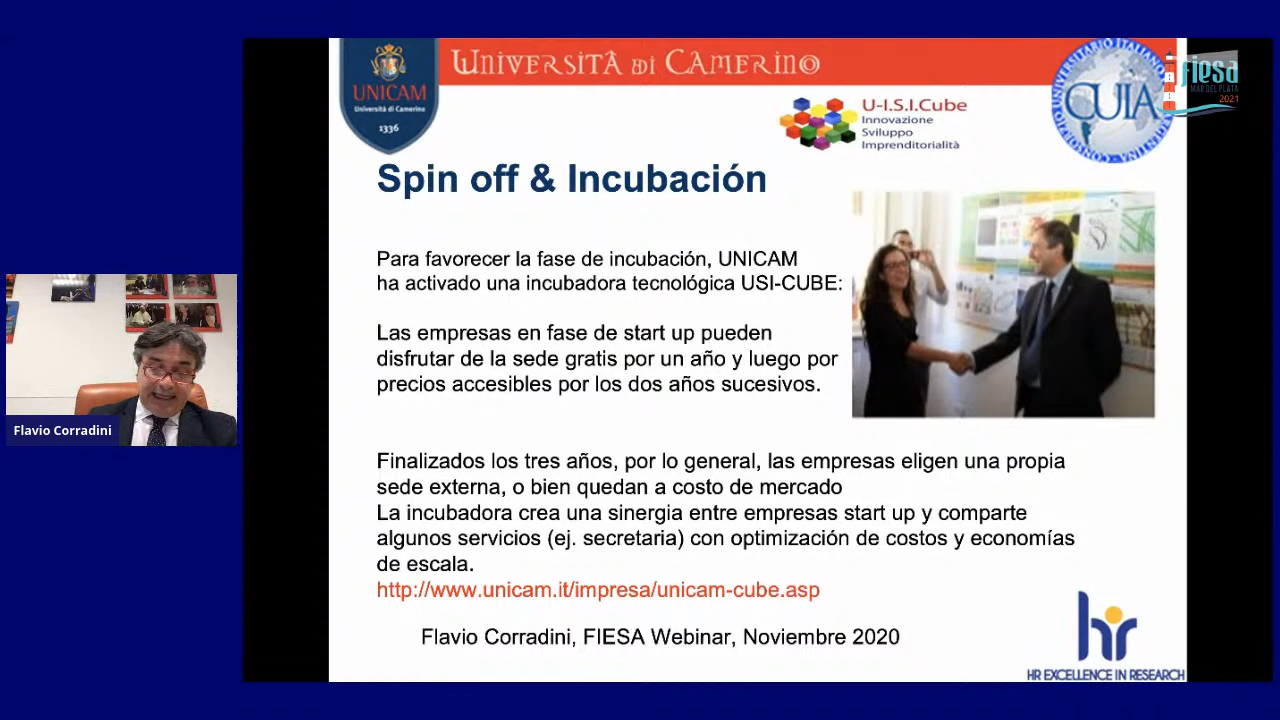 UNICAM
Università di Camerino
1336
UNIVERSITÀ DI CAMERINO
U-I.S.I.Cube
Innovazione
Sviluppo
Imprenditorialità
CUIA
fiesa
MAR DEL PLATA
2021
Spin off & Incubación
Para favorecer la fase de incubación, UNICAM
ha activado una incubadora tecnológica USI-CUBE:
Las empresas en fase de start up pueden
disfrutar de la sede gratis por un año y luego por
precios accesibles por los dos años sucesivos.
Flavio Corradini
Finalizados los tres años, por lo general, las empresas eligen una propia
sede externa, o bien quedan a costo de mercado
La incubadora crea una sinergia entre empresas start up y comparte
algunos servicios (ej. secretaria) con optimización de costos y economías
de escala.
http://www.unicam.it/impresa/unicam-cube.asp
Flavio Corradini, FIESA Webinar, Noviembre 2020
hr
HR EXCELLENCE IN RESEARCH